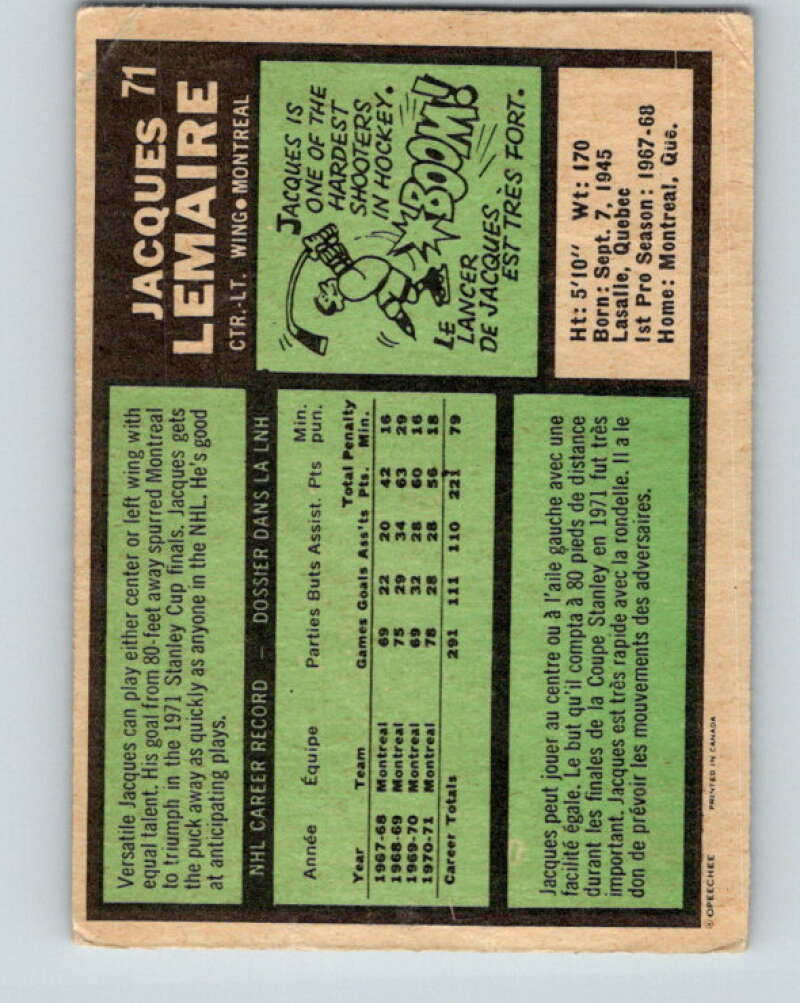 JACQUES 71
LEMAIRE
CTR.-LT. WING • MONTREAL
Versatile Jacques can play either center or left wing with
equal talent. His goal from 80-feet away spurred Montreal
to triumph in the 1971 Stanley Cup finals. Jacques gets
the puck away as quickly as anyone in the NHL. He's good
at anticipating plays.
JACQUES IS
ONE OF THE
HARDEST
SHOOTERS
IN HOCKEY.
BOOM!
LE
LANCER
DE JACQUES
EST TRÈS FORT.
Ht: 5'10" Wt: 170
Born: Sept. 7, 1945
Lasalle, Quebec
1st Pro Season: 1967-68
Home: Montreal, Que.
NHL CAREER RECORD — DOSSIER DANS LA LNH
Année Équipe Parties Buts Assist. Pts Min. pun.
Year Team Games Goals Ass'ts Total Pts. Penalty Min.
1967-68 Montreal 69 22 20 42 16
1968-69 Montreal 75 29 34 63 29
1969-70 Montreal 69 32 28 60 16
1970-71 Montreal 78 28 28 56 18
Career Totals 291 111 110 221 79
Jacques peut jouer au centre ou à l'aile gauche avec une
facilité égale. Le but qu'il compta à 80 pieds de distance
durant les finales de la Coupe Stanley en 1971 fut très
important. Jacques est très rapide avec la rondelle. Il a le
don de prévoir les mouvements des adversaires.
© OPEECHEE PRINTED IN CANADA